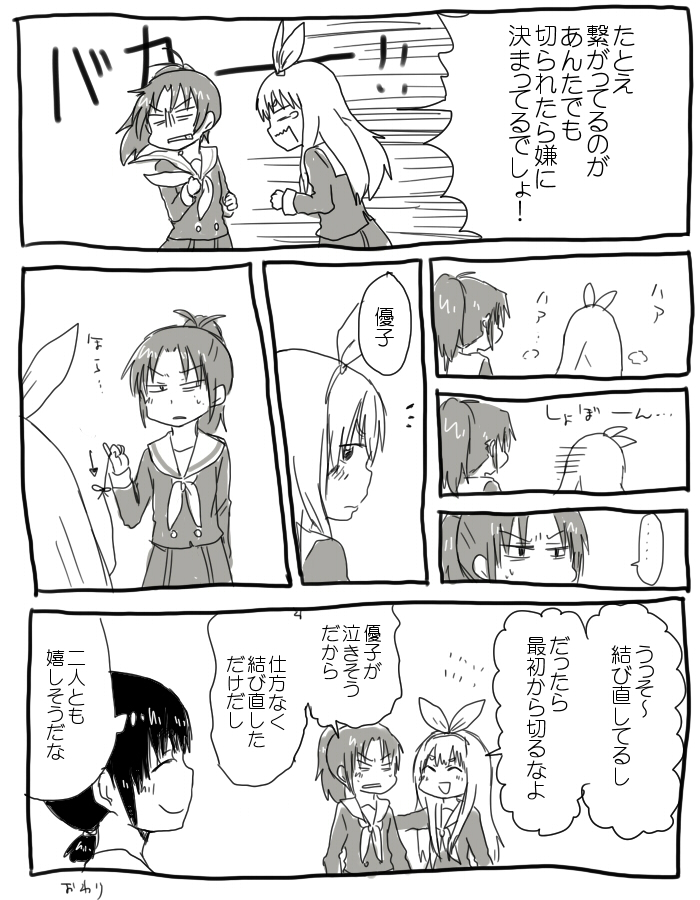 たとえ
繋がってるのが
あんたでも
切られたら嫌に
決まってるでしょ！
バカーー!!
ハァ
ハァ…
しょぼーん…
……
優子
ほら…
うっそ～
結び直してるし
だったら
最初から切るなよ
優子が
泣きそう
だから
仕方なく
結び直した
だけだし
二人とも
嬉しそうだな
おわり